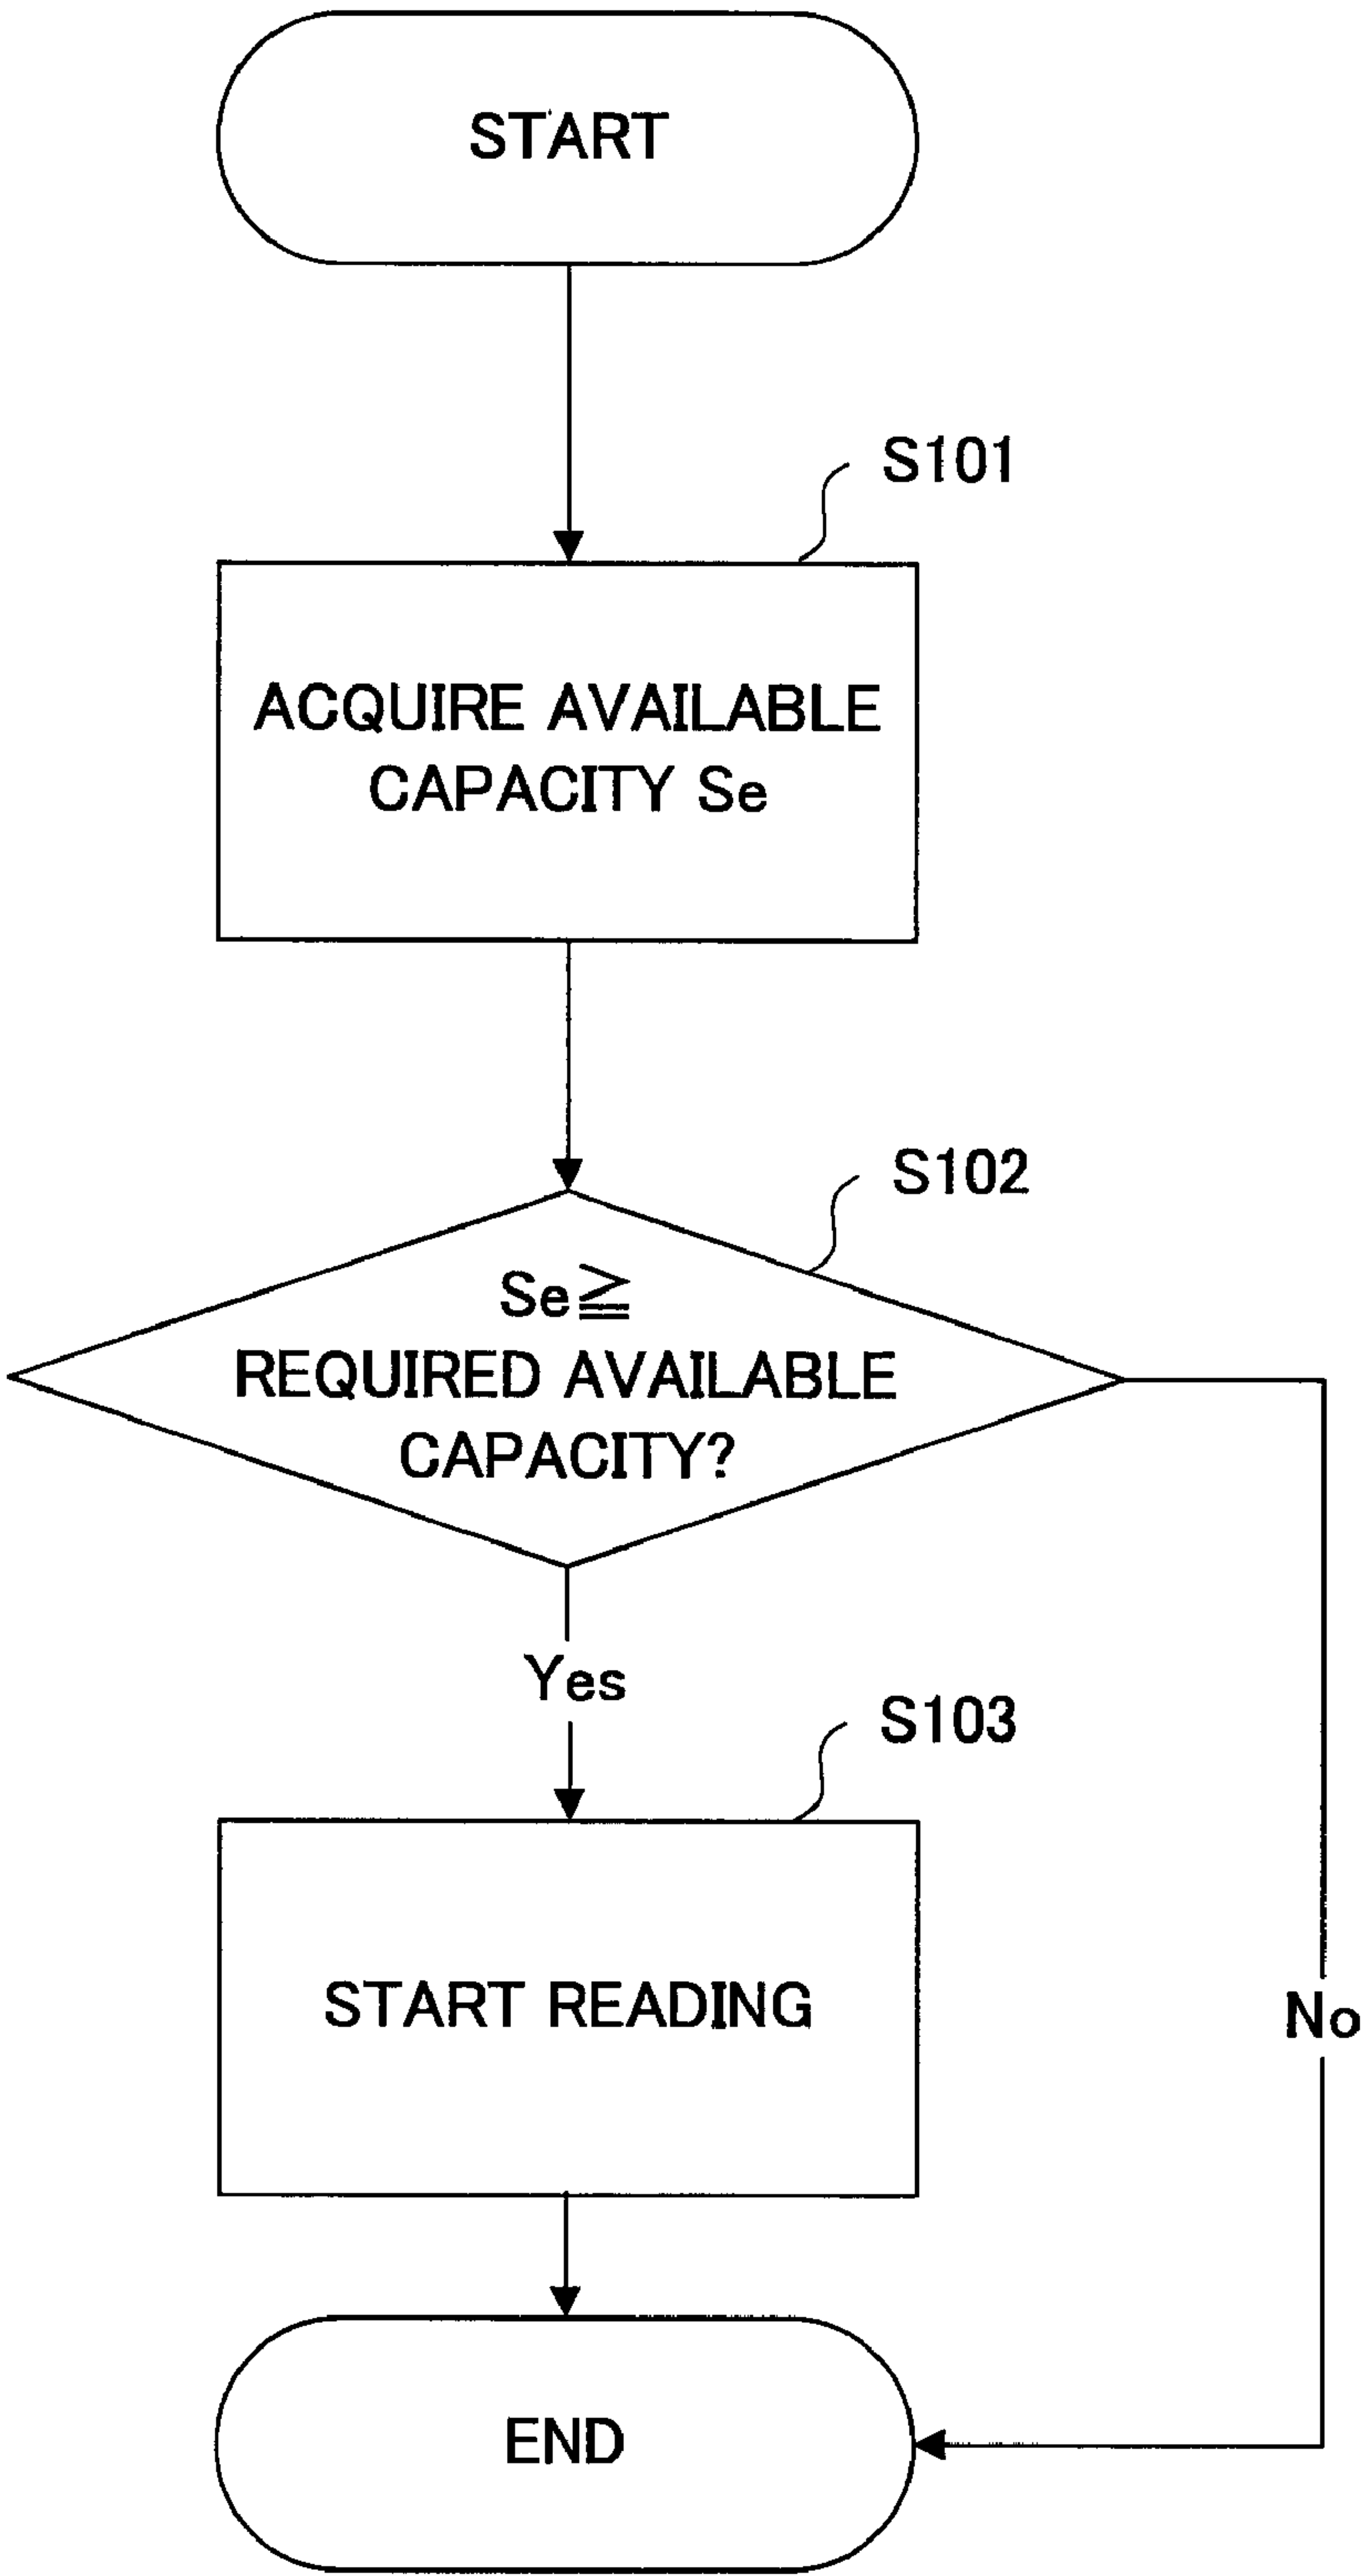 START
S101
ACQUIRE AVAILABLE
CAPACITY Se
S102
Se≧
REQUIRED AVAILABLE
CAPACITY?
Yes
S103
START READING
No
END